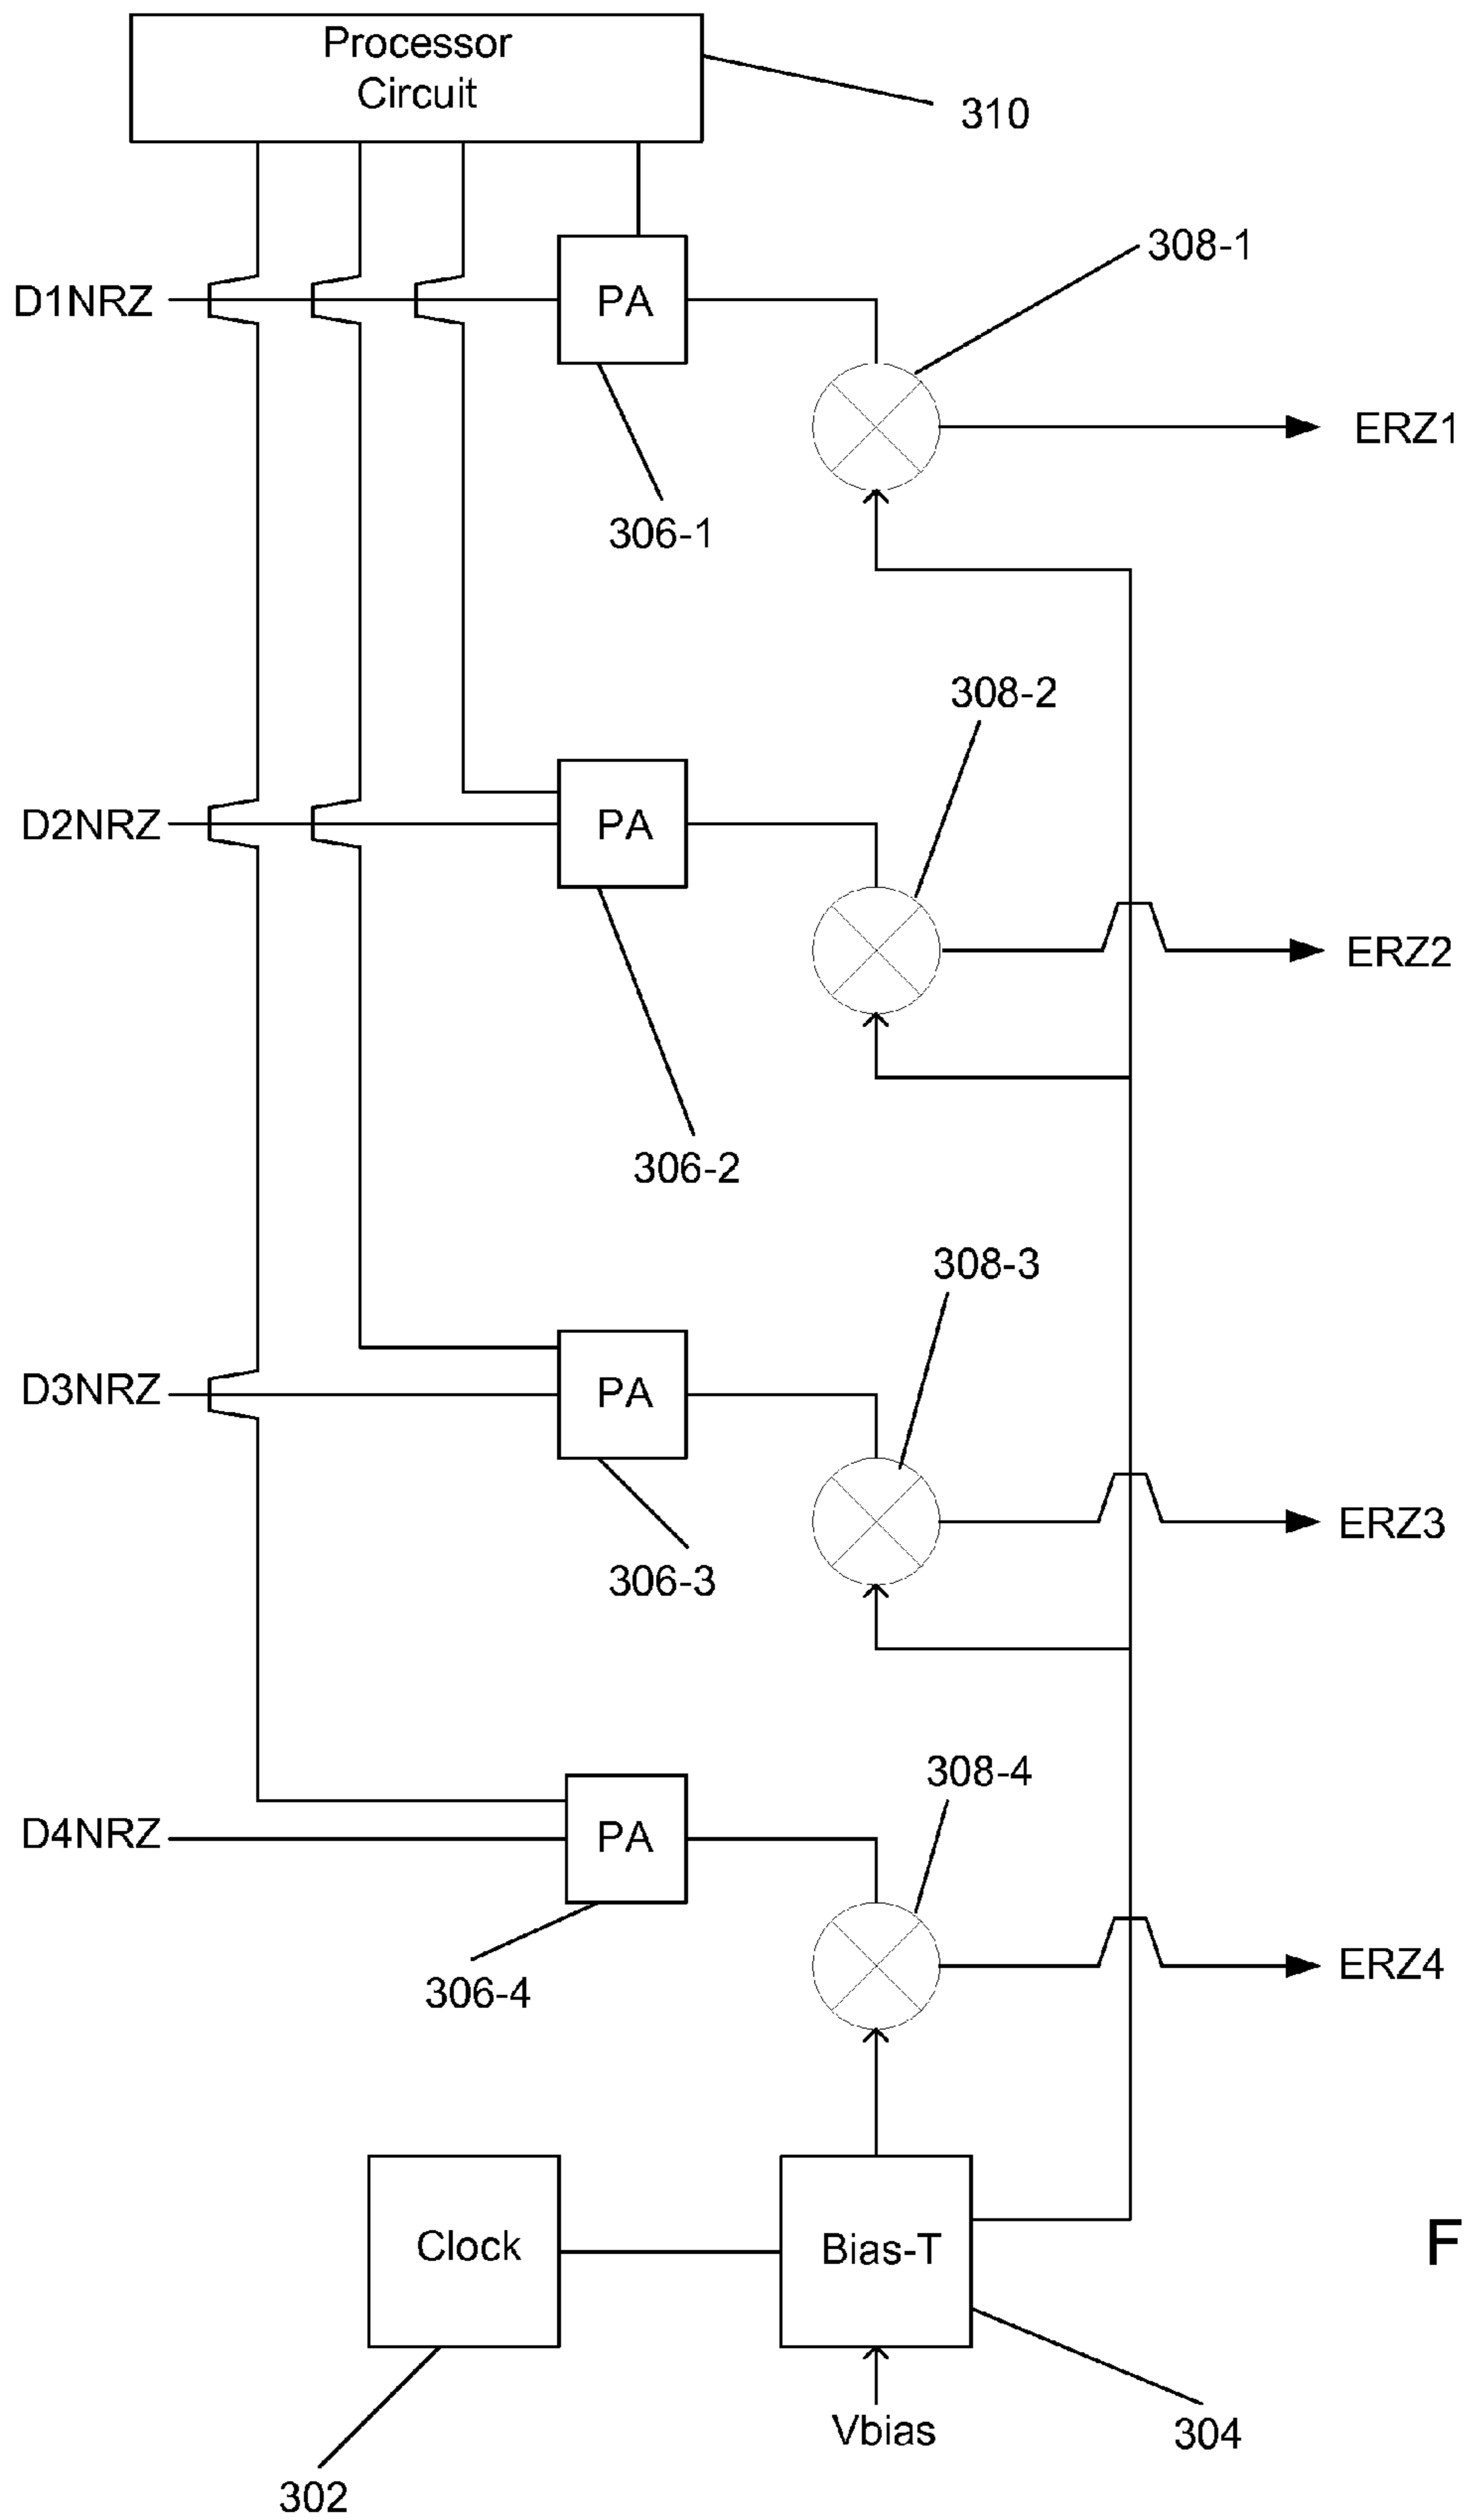 Processor
Circuit
310
308-1
D1NRZ
PA
ERZ1
306-1
308-2
D2NRZ
PA
ERZ2
306-2
308-3
D3NRZ
PA
ERZ3
306-3
308-4
D4NRZ
PA
ERZ4
306-4
Clock
Bias-T
F
Vbias
304
302